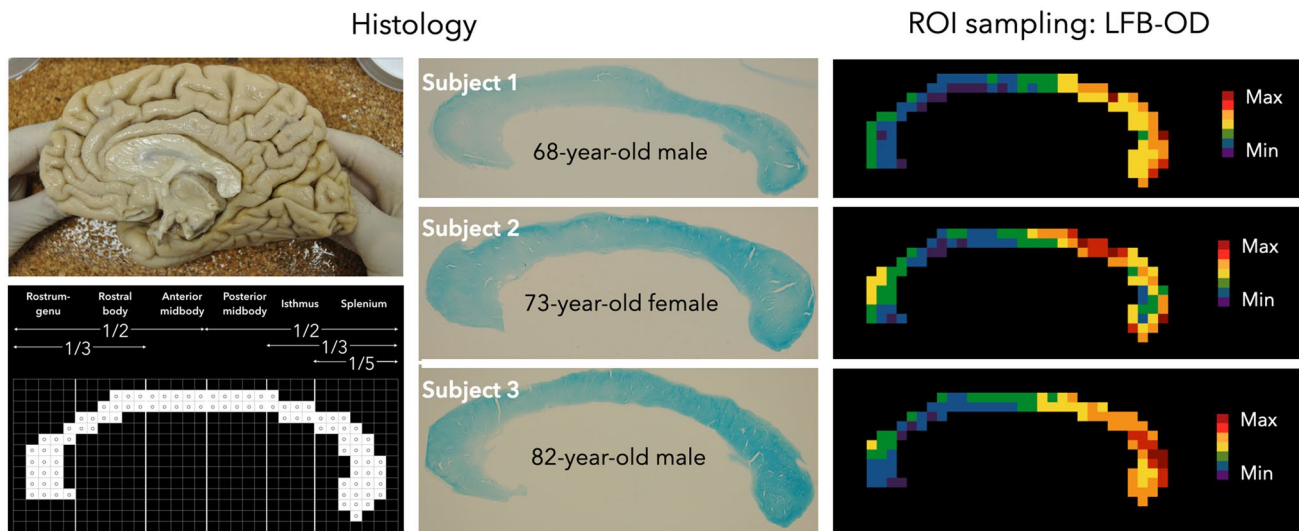 Histology
ROI sampling: LFB-OD
Subject 1
68-year-old male
Max
Min
Subject 2
73-year-old female
Max
Min
Rostrum-
genu
Rostral
body
Anterior
midbody
Posterior
midbody
Isthmus
Splenium
1/2
1/2
1/3
1/3
1/5
Subject 3
82-year-old male
Max
Min